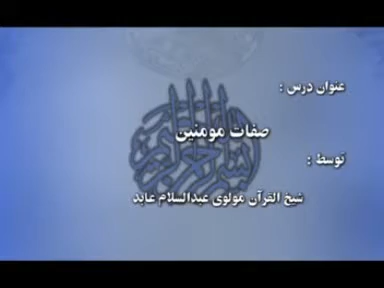 عنوان درس :
صفات مومنین
توسط :
شیخ القرآن مولوی عبدالسلام عابد